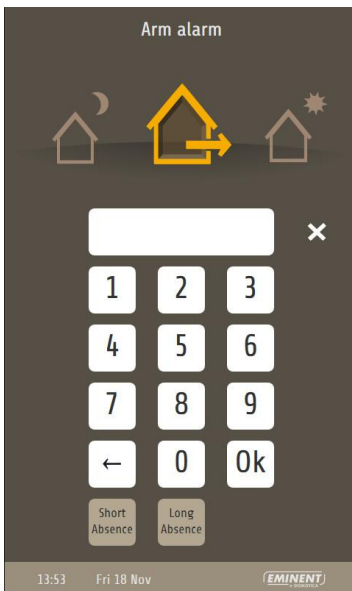 Arm alarm
1 2 3
4 5 6
7 8 9
← 0 Ok
Short Absence Long Absence
13:53 Fri 18 Nov EMINENT